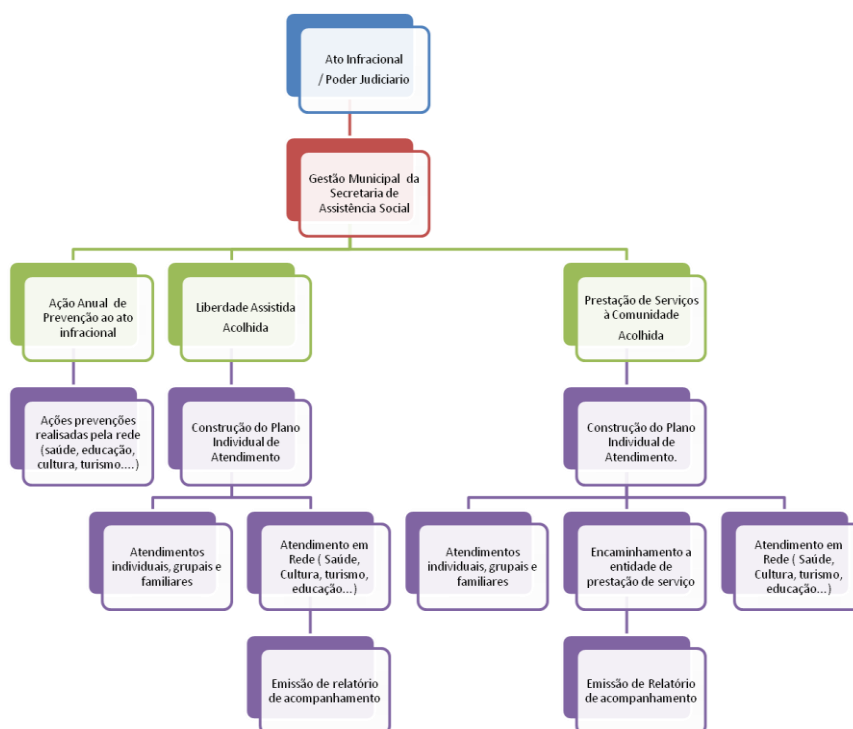 Ato Infracional
/ Poder Judiciario
Gestão Municipal da
Secretaria de
Assistência Social
Ação Anual de
Prevenção ao ato
infracional
Liberdade Assistida
Acolhida
Prestação de Serviços
à Comunidade
Acolhida
Ações prevenções
realisadas pela rede
(saúde, educação,
cultura, turismo....)
Construção do Plano
Individual de
Atendimento
Construção do Plano
Individual de
Atendimento.
Atendimentos
individuais, grupais e
familiares
Atendimento em
Rede ( Saúde,
Cultura, turismo,
educação...)
Atendimentos
individuais, grupais e
familiares
Encaminhamento a
entidade de
prestação de serviço
Atendimento em
Rede ( Saúde,
Cultura, turismo,
educação...)
Emissão de relatório
de acompanhamento
Emissão de Relatório
de acompanhamento